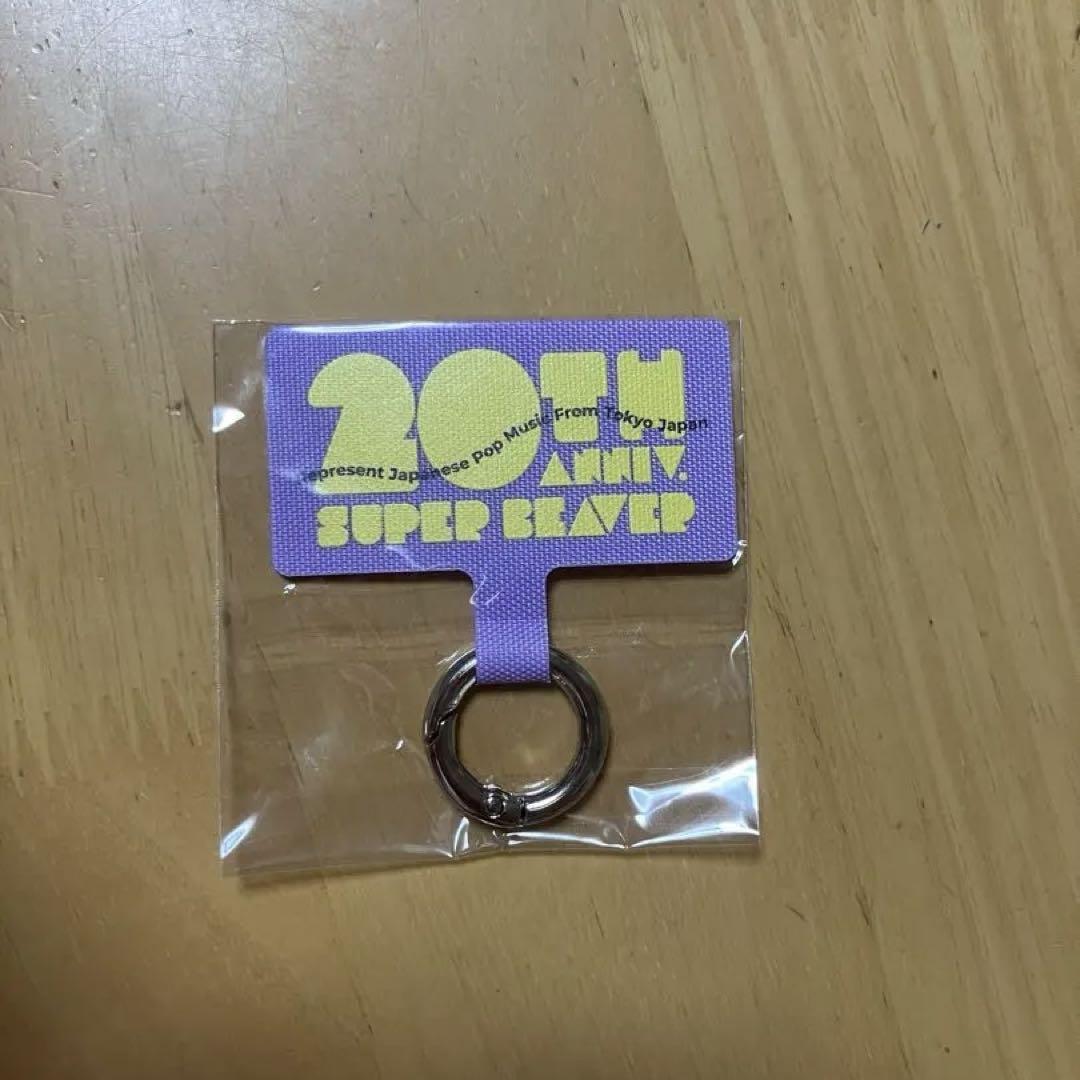 20TH
Represent Japanese Pop Music From Tokyo Japan
ANNIV.
SUPER BEAVER